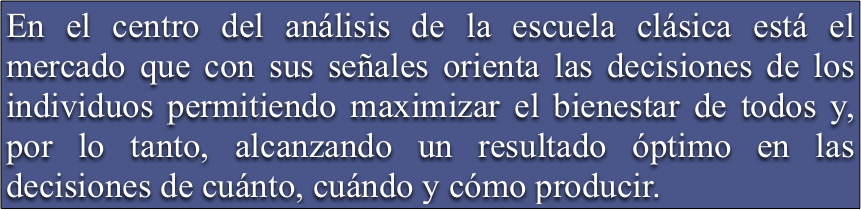 En el centro del análisis de la escuela clásica está el
mercado que con sus señales orienta las decisiones de los
individuos permitiendo maximizar el bienestar de todos y,
por lo tanto, alcanzando un resultado óptimo en las
decisiones de cuánto, cuándo y cómo producir.